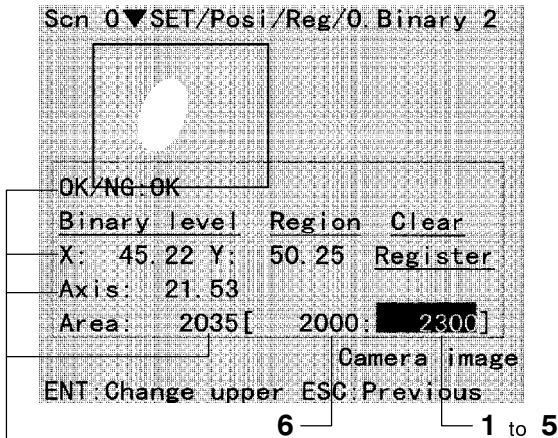 Scn 0▼SET/Posi/Reg/0.Binary 2
OK/NG:OK
Binary level Region Clear
X: 45.22 Y: 50.25 Register
Axis: 21.53
Area: 2035[ 2000: 2300]
Camera image
ENT:Change upper ESC:Previous
6 1 to 5